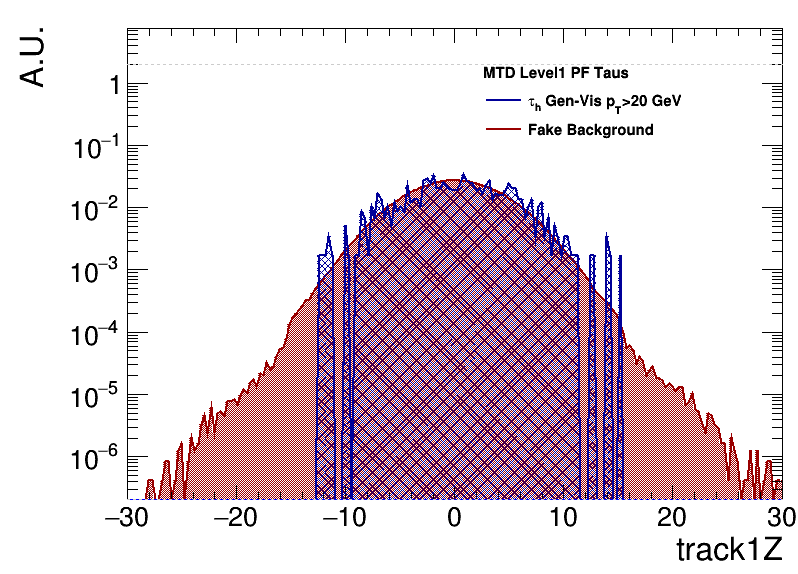 A.U.
MTD Level1 PF Taus
τh Gen-Vis pT>20 GeV
Fake Background
1
10−1
10−2
10−3
10−4
10−5
10−6
−30 −20 −10 0 10 20 30
track1Z